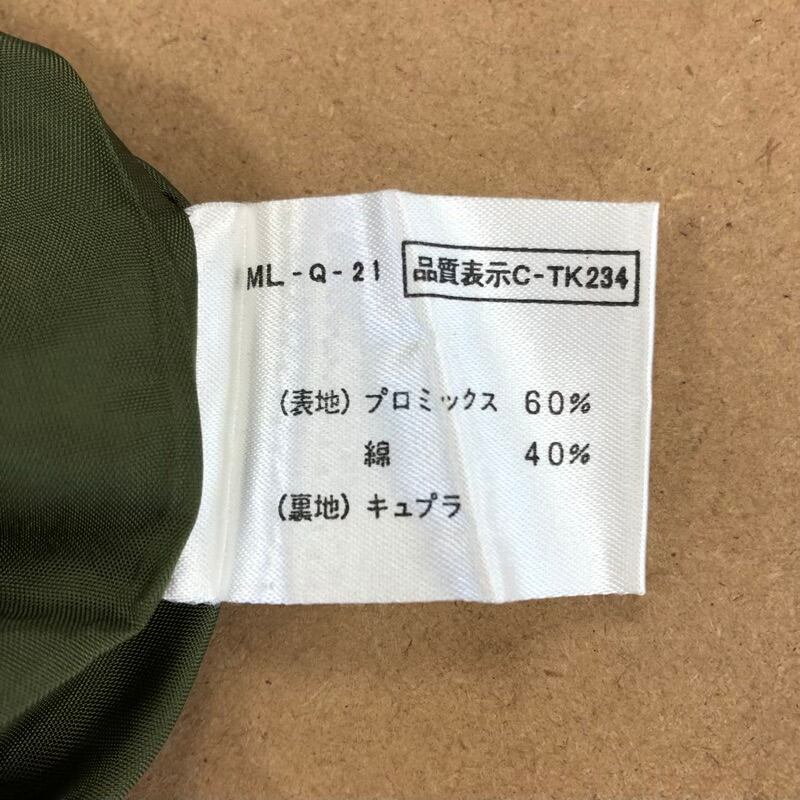 ML-Q-21 品質表示C-TK234
(表地)プロミックス 60%
綿 40%
(裏地)キュプラ